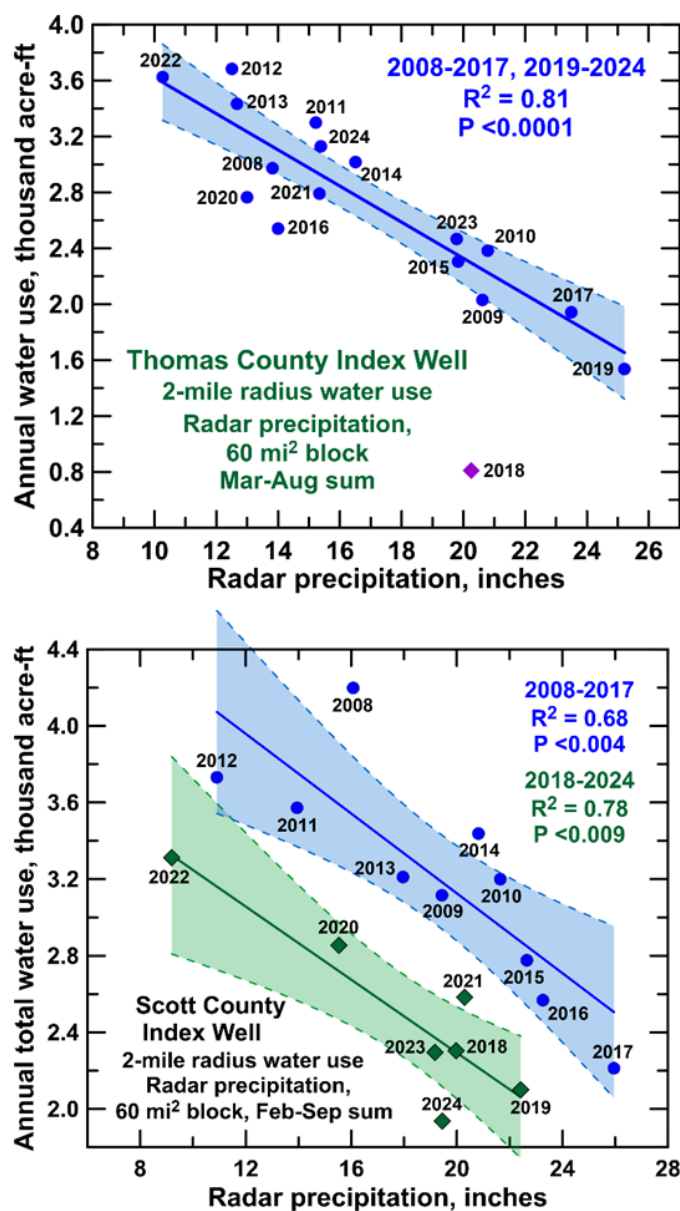 4.0
3.6
3.2
2.8
2.4
2.0
1.6
1.2
0.8
0.4
Annual water use, thousand acre-ft
2022
2012
2013
2011
2024
2008
2014
2020
2021
2016
2023
2010
2015
2009
2017
2019
2018
2008-2017, 2019-2024
R² = 0.81
P <0.0001
Thomas County Index Well
2-mile radius water use
Radar precipitation,
60 mi² block
Mar-Aug sum
8 10 12 14 16 18 20 22 24 26
Radar precipitation, inches
4.4
4.0
3.6
3.2
2.8
2.4
2.0
Annual total water use, thousand acre-ft
2008
2012
2011
2014
2013
2009
2010
2015
2016
2017
2022
2020
2021
2023
2018
2024
2019
2008-2017
R² = 0.68
P <0.004
2018-2024
R² = 0.78
P <0.009
Scott County
Index Well
2-mile radius water use
Radar precipitation,
60 mi² block, Feb-Sep sum
8 12 16 20 24 28
Radar precipitation, inches